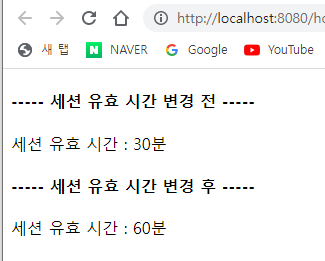 http://localhost:8080/ho
새 탭 NAVER Google YouTube
----- 세션 유효 시간 변경 전 -----
세션 유효 시간 : 30분
----- 세션 유효 시간 변경 후 -----
세션 유효 시간 : 60분